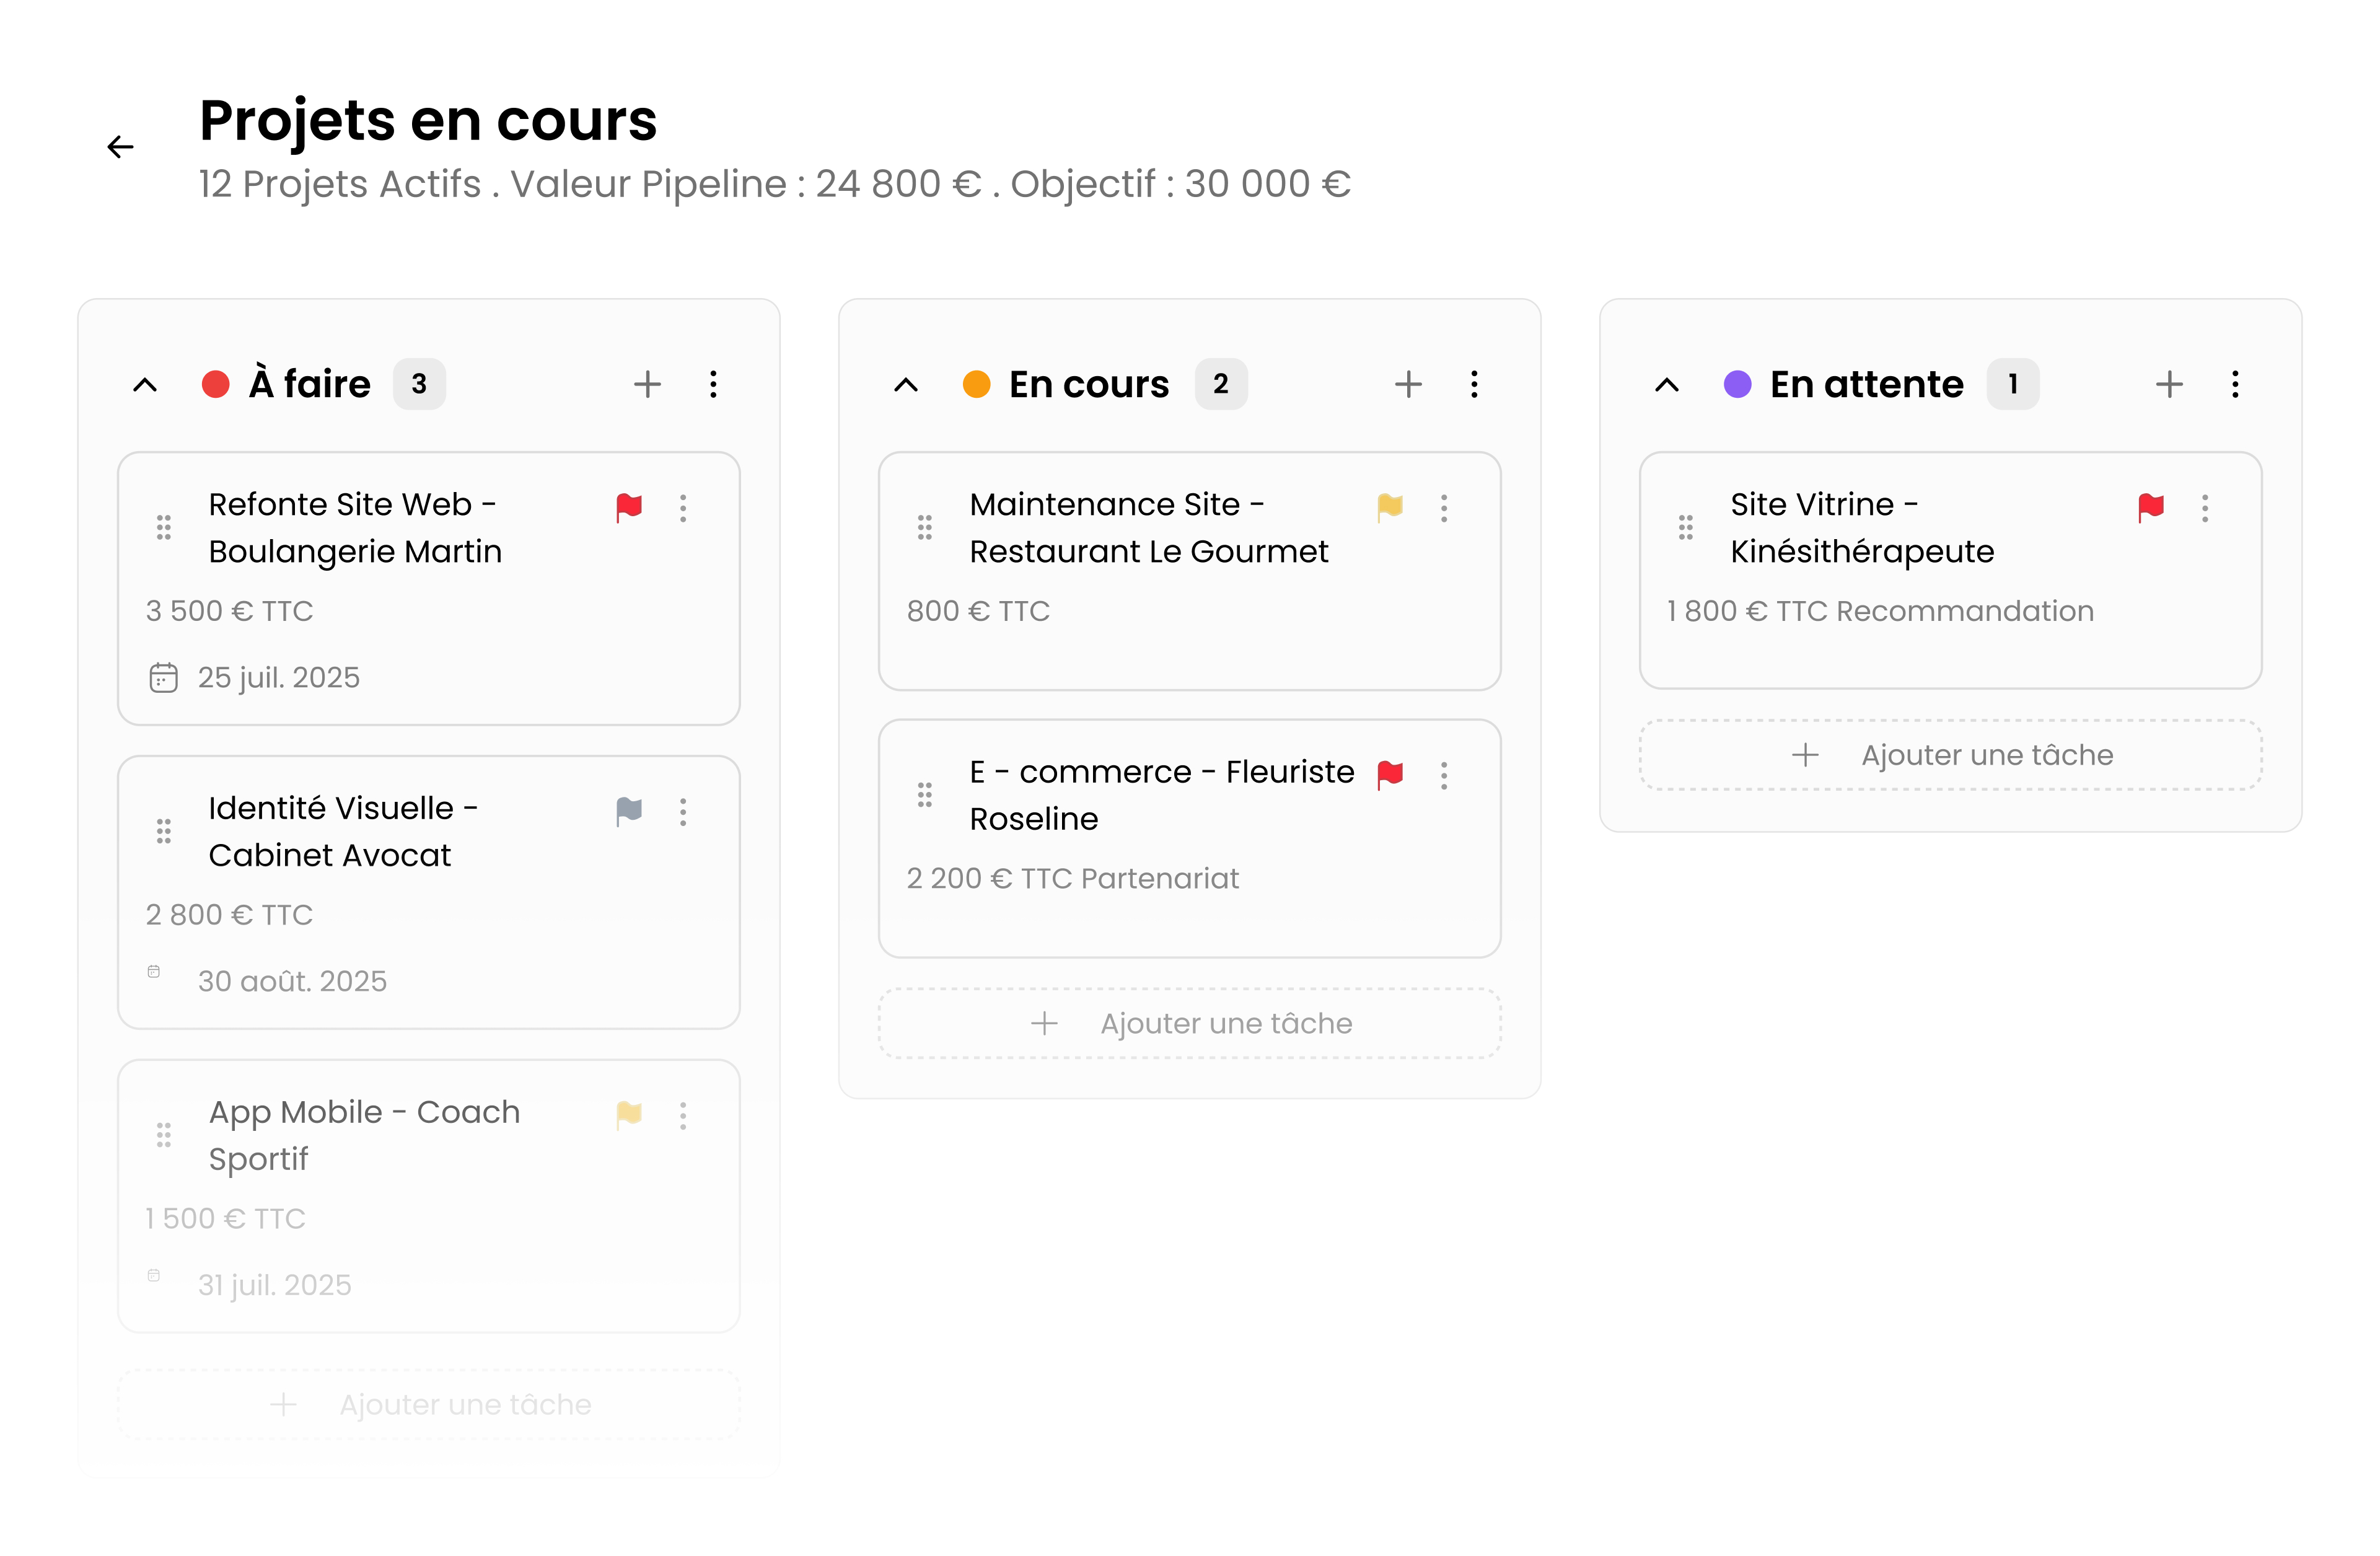 Projets en cours
12 Projets Actifs . Valeur Pipeline : 24 800 € . Objectif : 30 000 €
À faire 3
Refonte Site Web -
Boulangerie Martin
3 500 € TTC
25 juil. 2025
Identité Visuelle -
Cabinet Avocat
2 800 € TTC
30 août. 2025
App Mobile - Coach
Sportif
1 500 € TTC
31 juil. 2025
Ajouter une tâche
En cours 2
Maintenance Site -
Restaurant Le Gourmet
800 € TTC
E - commerce - Fleuriste
Roseline
2 200 € TTC Partenariat
Ajouter une tâche
En attente 1
Site Vitrine -
Kinésithérapeute
1 800 € TTC Recommandation
Ajouter une tâche